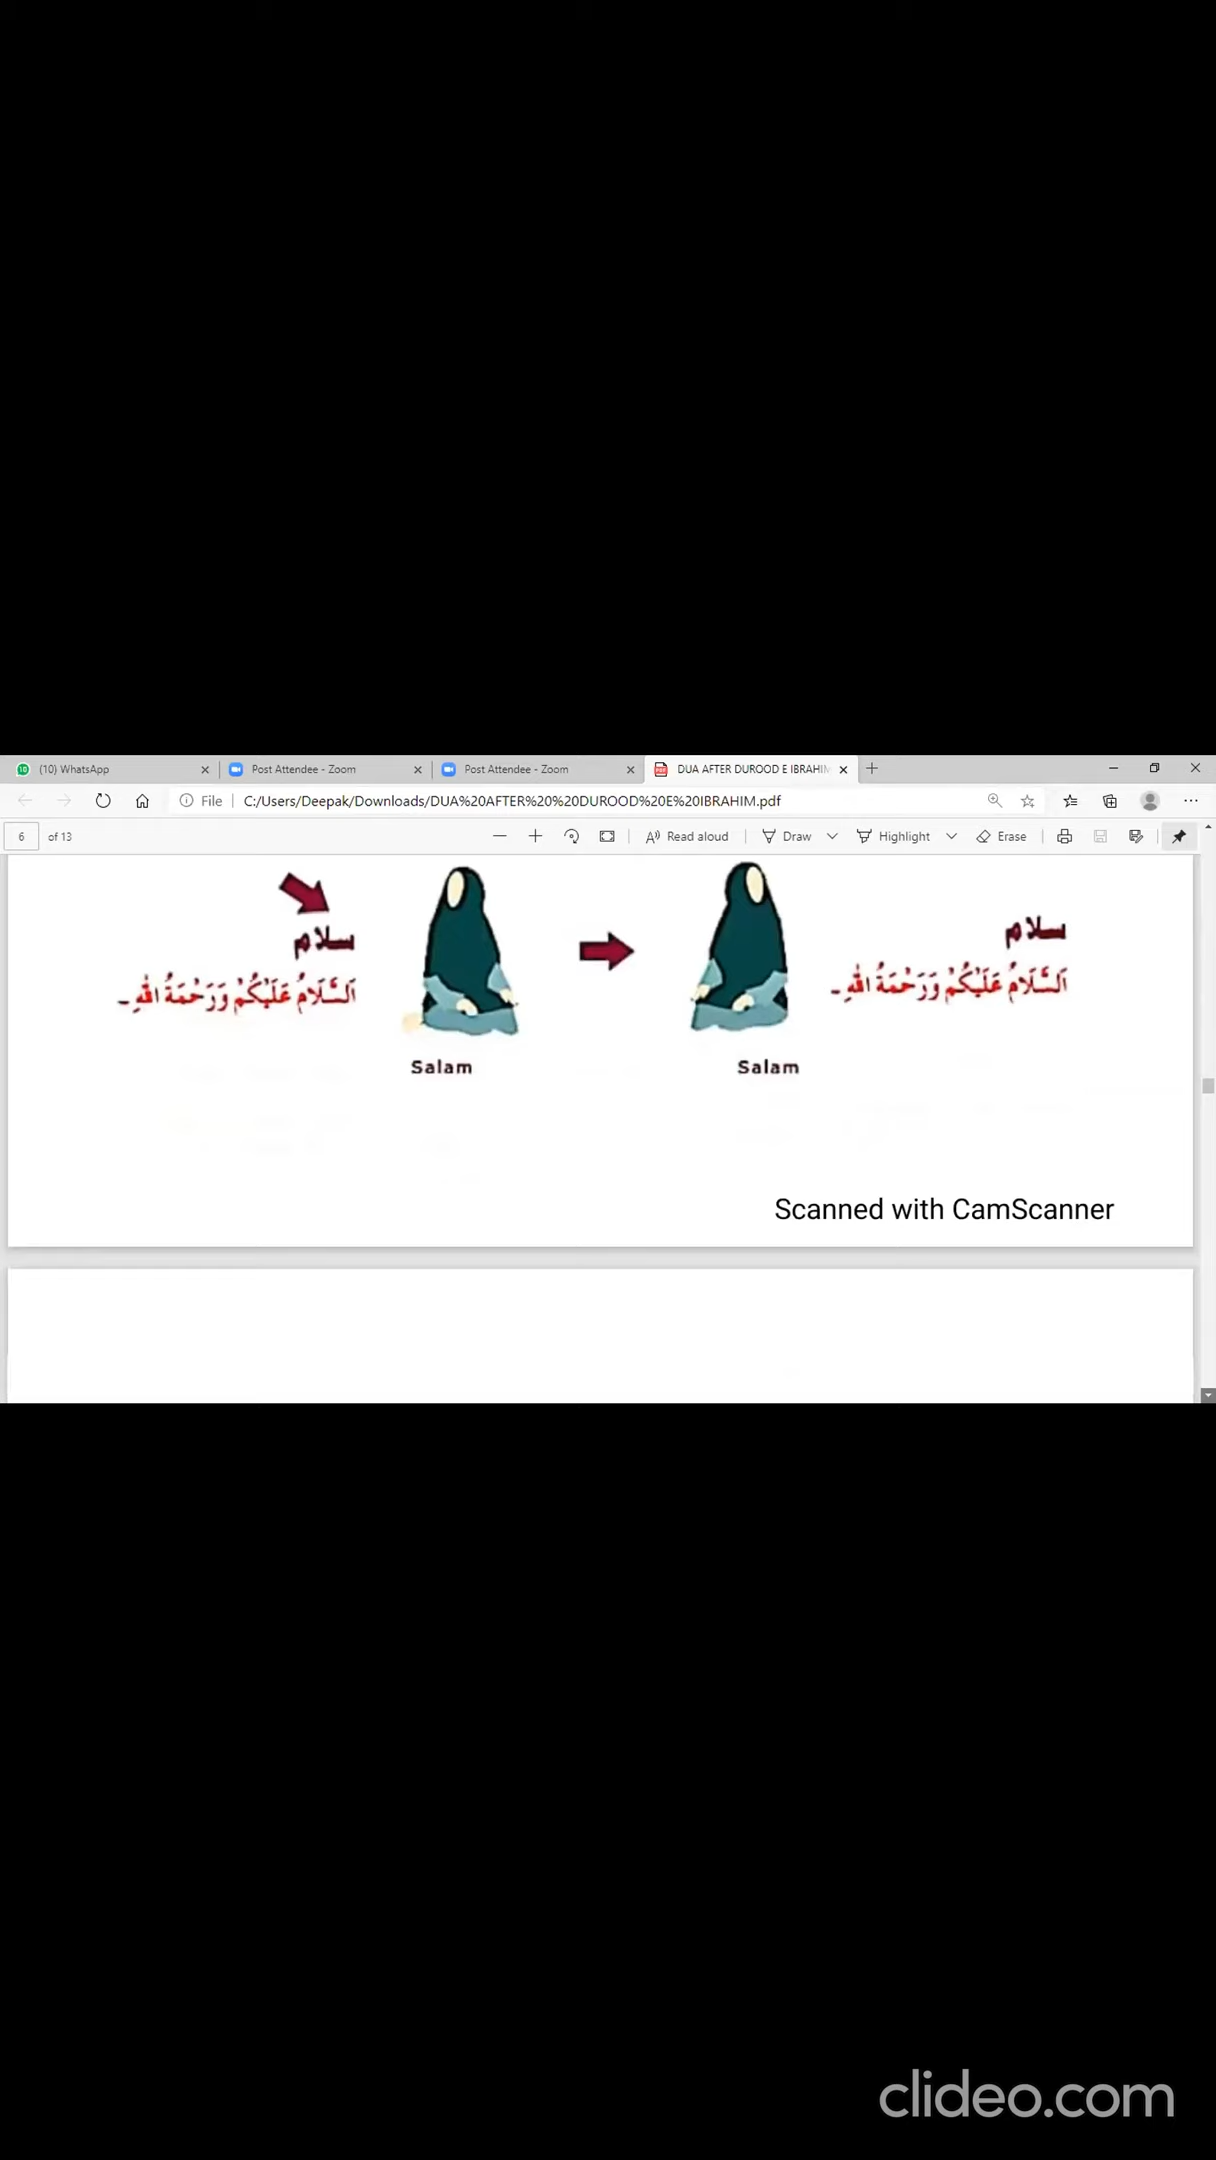 (10) WhatsApp
Post Attendee - Zoom
Post Attendee - Zoom
DUA AFTER DUROOD E IBRAHIM
File
C:/Users/Deepak/Downloads/DUA%20AFTER%20%20DUROOD%20E%20IBRAHIM.pdf
6 of 13
Read aloud
Draw
Highlight
Erase
سلام
اَلسَّلَامُ عَلَيْكُمْ وَرَحْمَةُ اللهِ۔
سلام
اَلسَّلَامُ عَلَيْكُمْ وَرَحْمَةُ اللهِ۔
Salam
Salam
Scanned with CamScanner
clideo.com